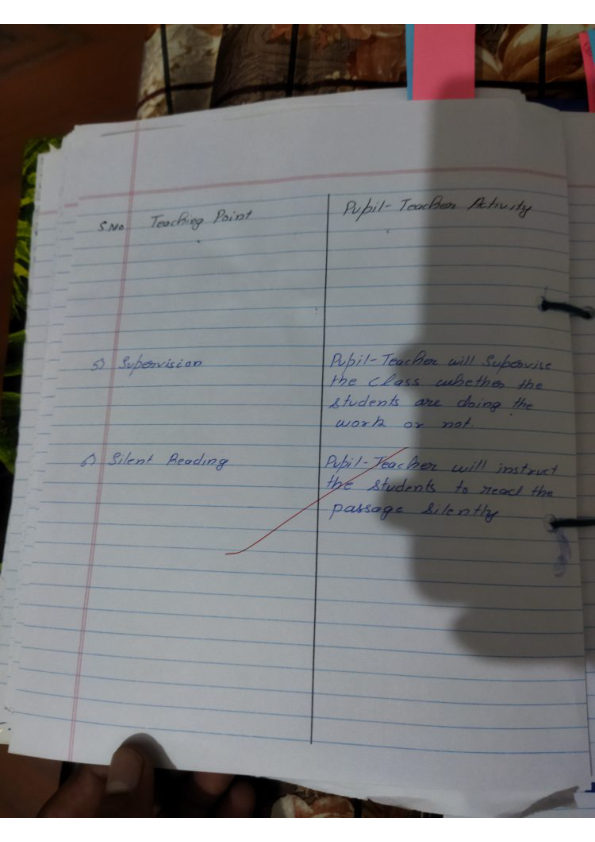 S.No. Teaching Point
Pupil-Teacher Activity
5) Supervision
Pupil-Teacher will Supervise
the class whether the
students are doing the
work or not.
6) Silent Reading
Pupil-Teacher will instruct
the students to read the
passage silently